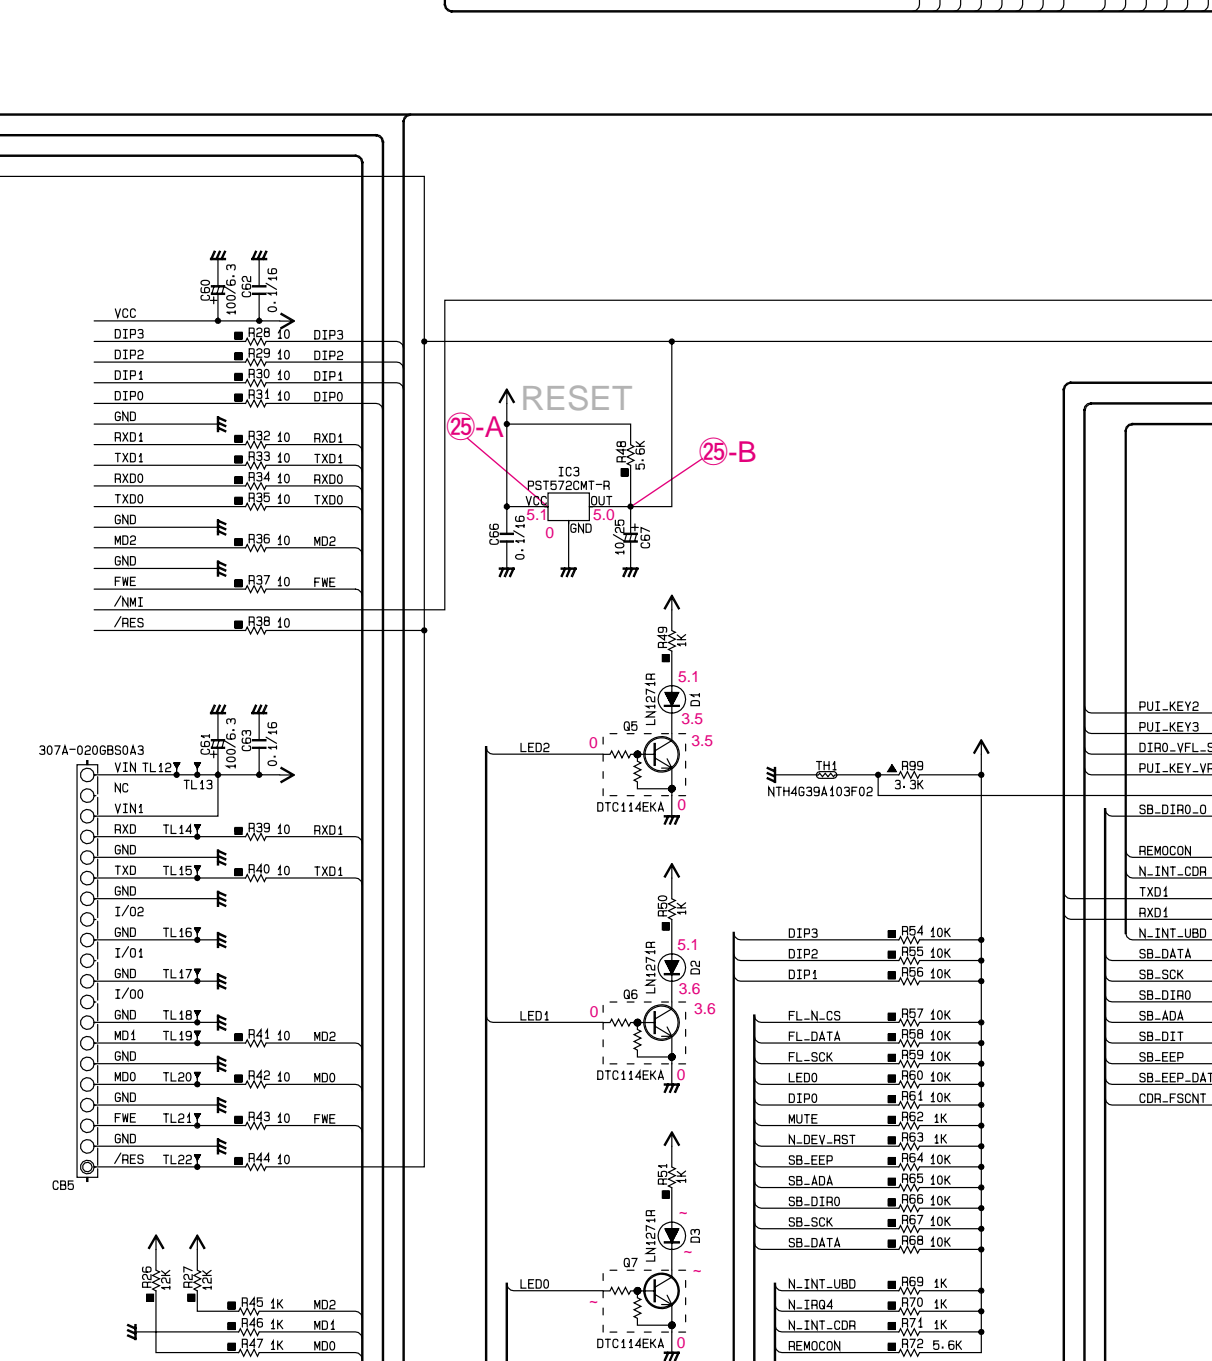 C60
100/6.3
C62
0.1/16
VCC
DIP3 R28 10 DIP3
DIP2 R29 10 DIP2
DIP1 R30 10 DIP1
DIP0 R31 10 DIP0
GND
RXD1 R32 10 RXD1
TXD1 R33 10 TXD1
RXD0 R34 10 RXD0
TXD0 R35 10 TXD0
GND
MD2 R36 10 MD2
GND
FWE R37 10 FWE
/NMI
/RES R38 10
RESET
25-A
25-B
R48
5.6K
IC3
PST572CMT-R
VCC OUT
5.1 5.0
0 GND
C66
0.1/16
10/25
C67
R49
1K
5.1
LN1271R
D1
3.5
Q5
LED2 0 3.5
DTC114EKA 0
R50
1K
5.1
LN1271R
D2
3.6
Q6
LED1 0 3.6
DTC114EKA 0
R51
1K
~
LN1271R
D3
~
Q7
~
LED0
~
DTC114EKA 0
C61
100/6.3
C63
0.1/16
307A-020GBS0A3
VIN TL12
NC TL13
VIN1
RXD TL14 R39 10 RXD1
GND
TXD TL15 R40 10 TXD1
GND
I/O2
GND TL16
I/O1
GND TL17
I/O0
GND TL18
MD1 TL19 R41 10 MD2
GND
MD0 TL20 R42 10 MD0
GND
FWE TL21 R43 10 FWE
GND
/RES TL22 R44 10
CB5
R26
12K
R27
12K
R45 1K MD2
R46 1K MD1
R47 1K MD0
TH1
NTH4G39A103F02
R99
3.3K
DIP3 R54 10K
DIP2 R55 10K
DIP1 R56 10K
FL_N_CS R57 10K
FL_DATA R58 10K
FL_SCK R59 10K
LED0 R60 10K
DIP0 R61 10K
MUTE R62 1K
N_DEV_RST R63 1K
SB_EEP R64 10K
SB_ADA R65 10K
SB_DIR0 R66 10K
SB_SCK R67 10K
SB_DATA R68 10K
N_INT_UBD R69 1K
N_IRQ4 R70 1K
N_INT_CDR R71 1K
REMOCON R72 5.6K
PUI_KEY2
PUI_KEY3
DIR0_VFL_S
PUI_KEY_VR
SB_DIR0_O
REMOCON
N_INT_CDR
TXD1
RXD1
N_INT_UBD
SB_DATA
SB_SCK
SB_DIR0
SB_ADA
SB_DIT
SB_EEP
SB_EEP_DAT
CDR_FSCNT